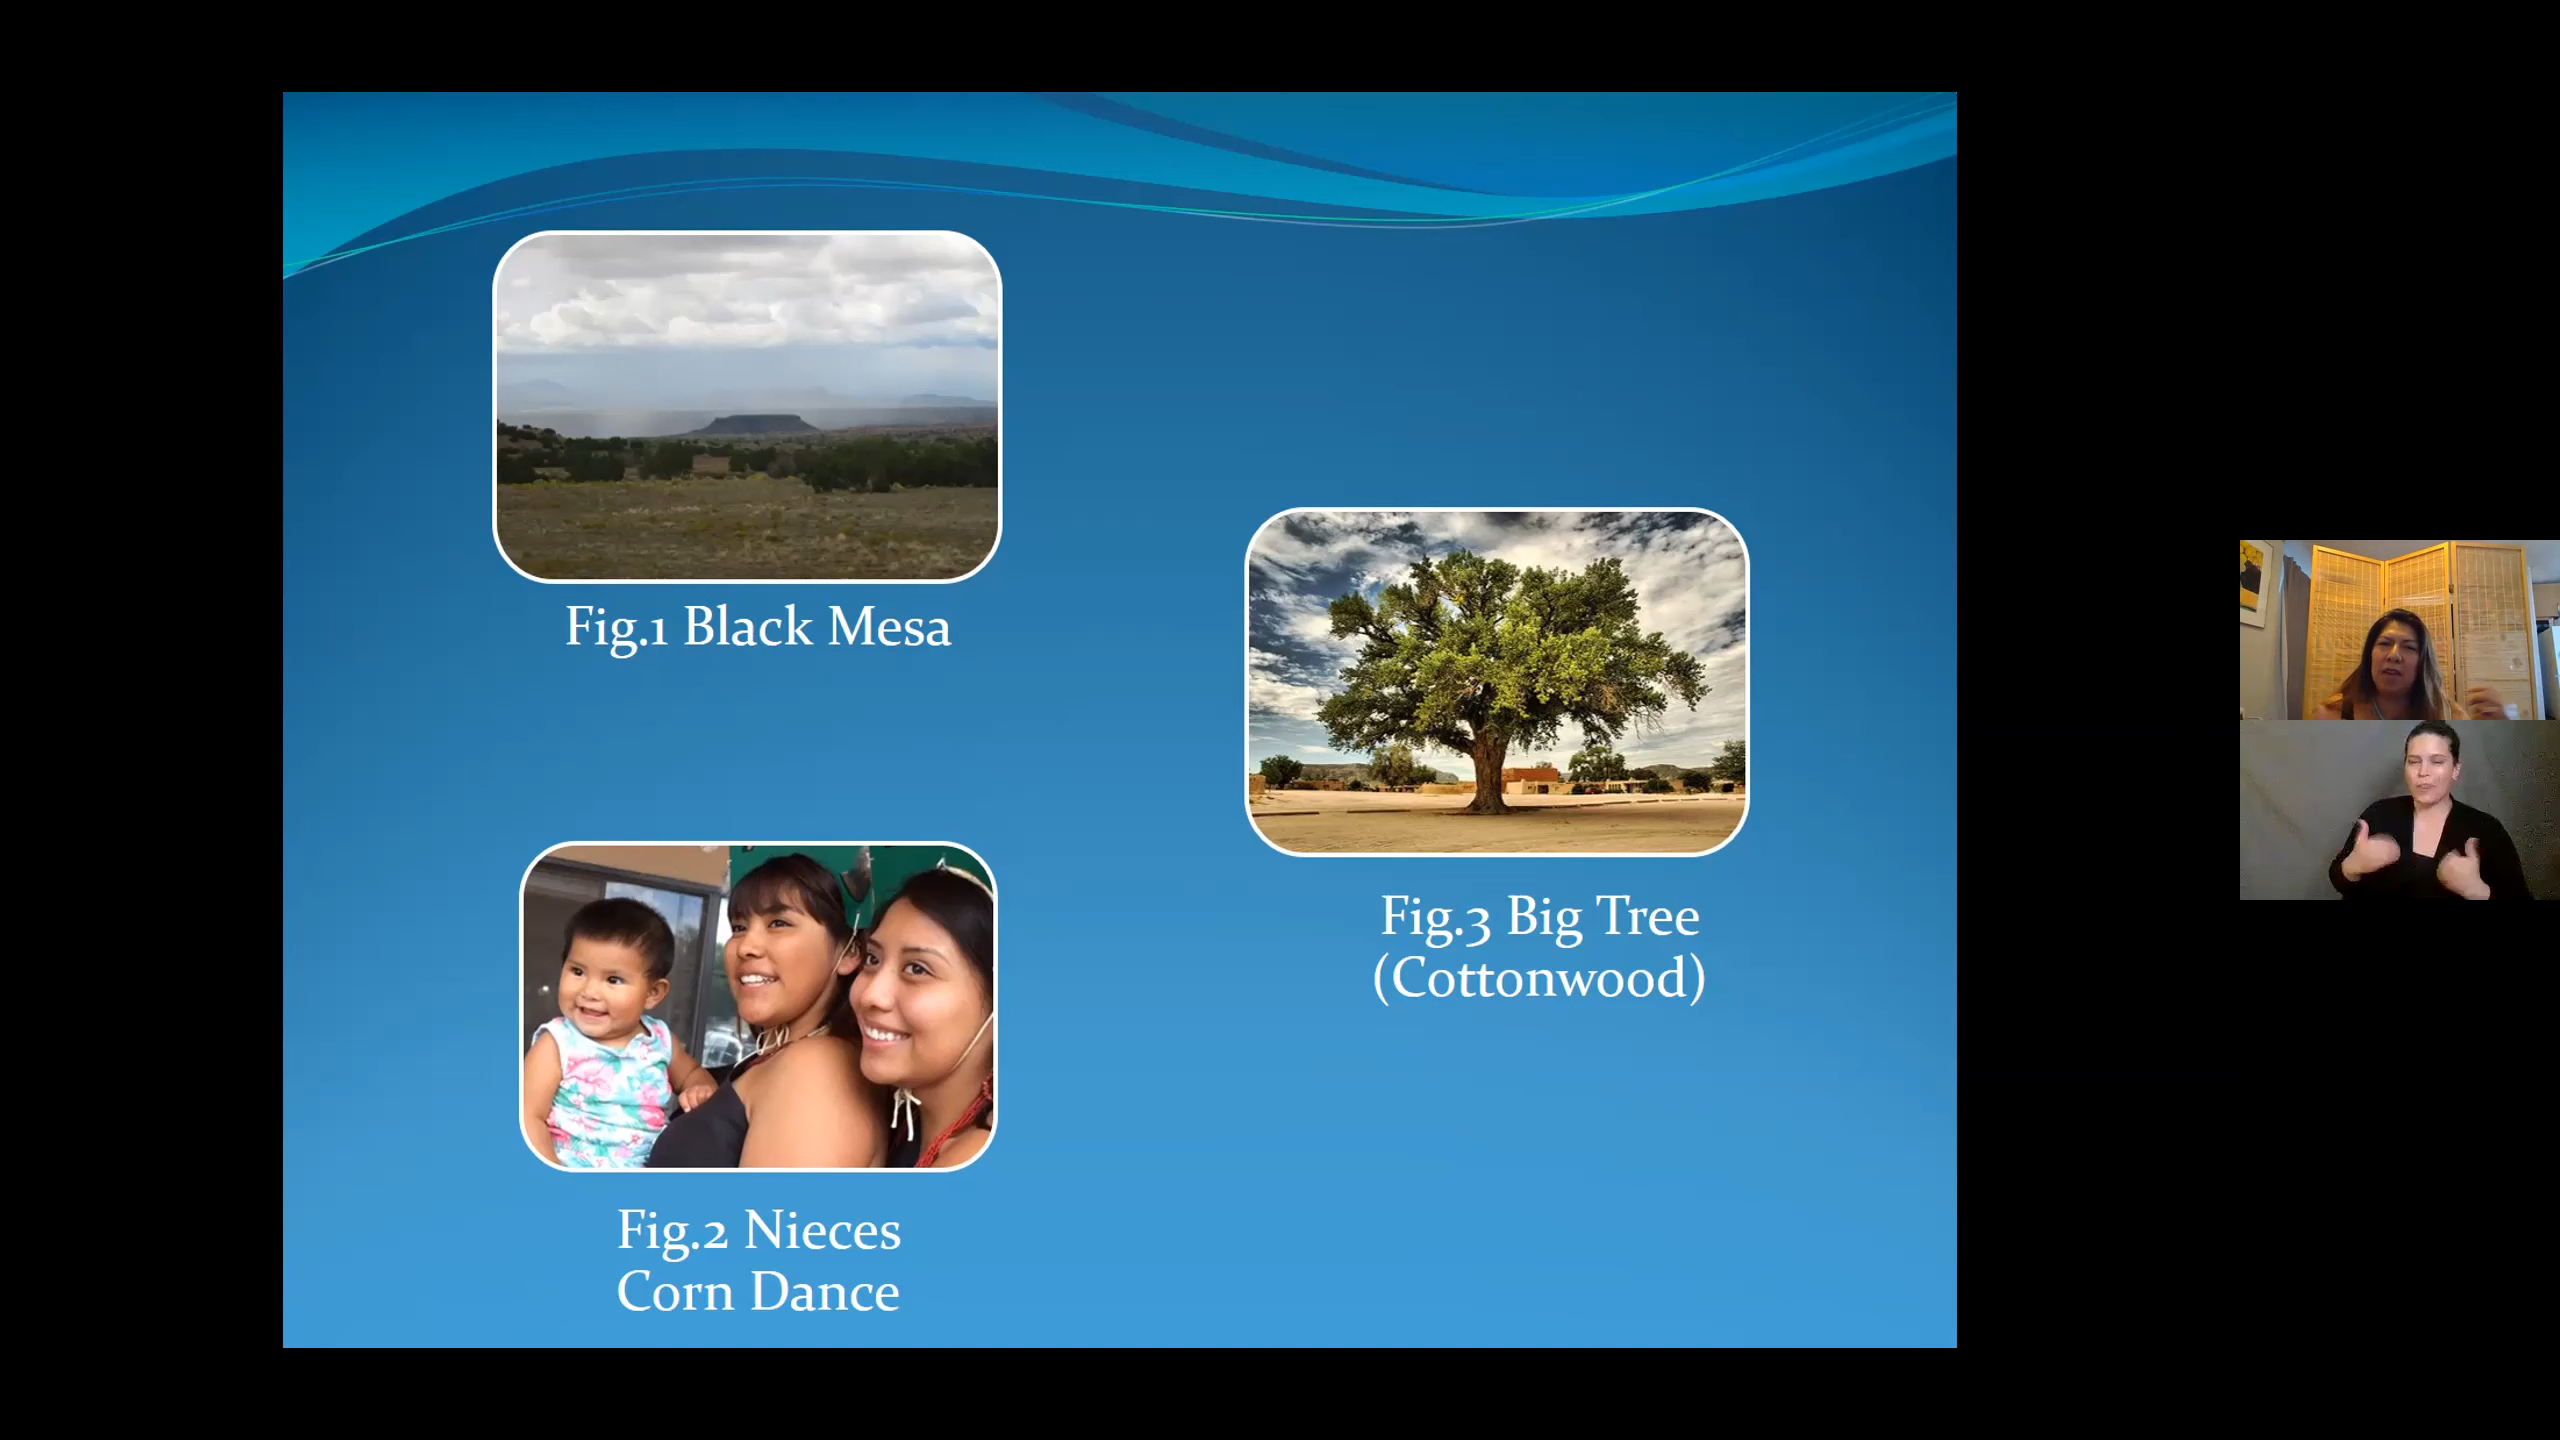 Fig.1 Black Mesa
Fig.2 Nieces
Corn Dance
Fig.3 Big Tree
(Cottonwood)